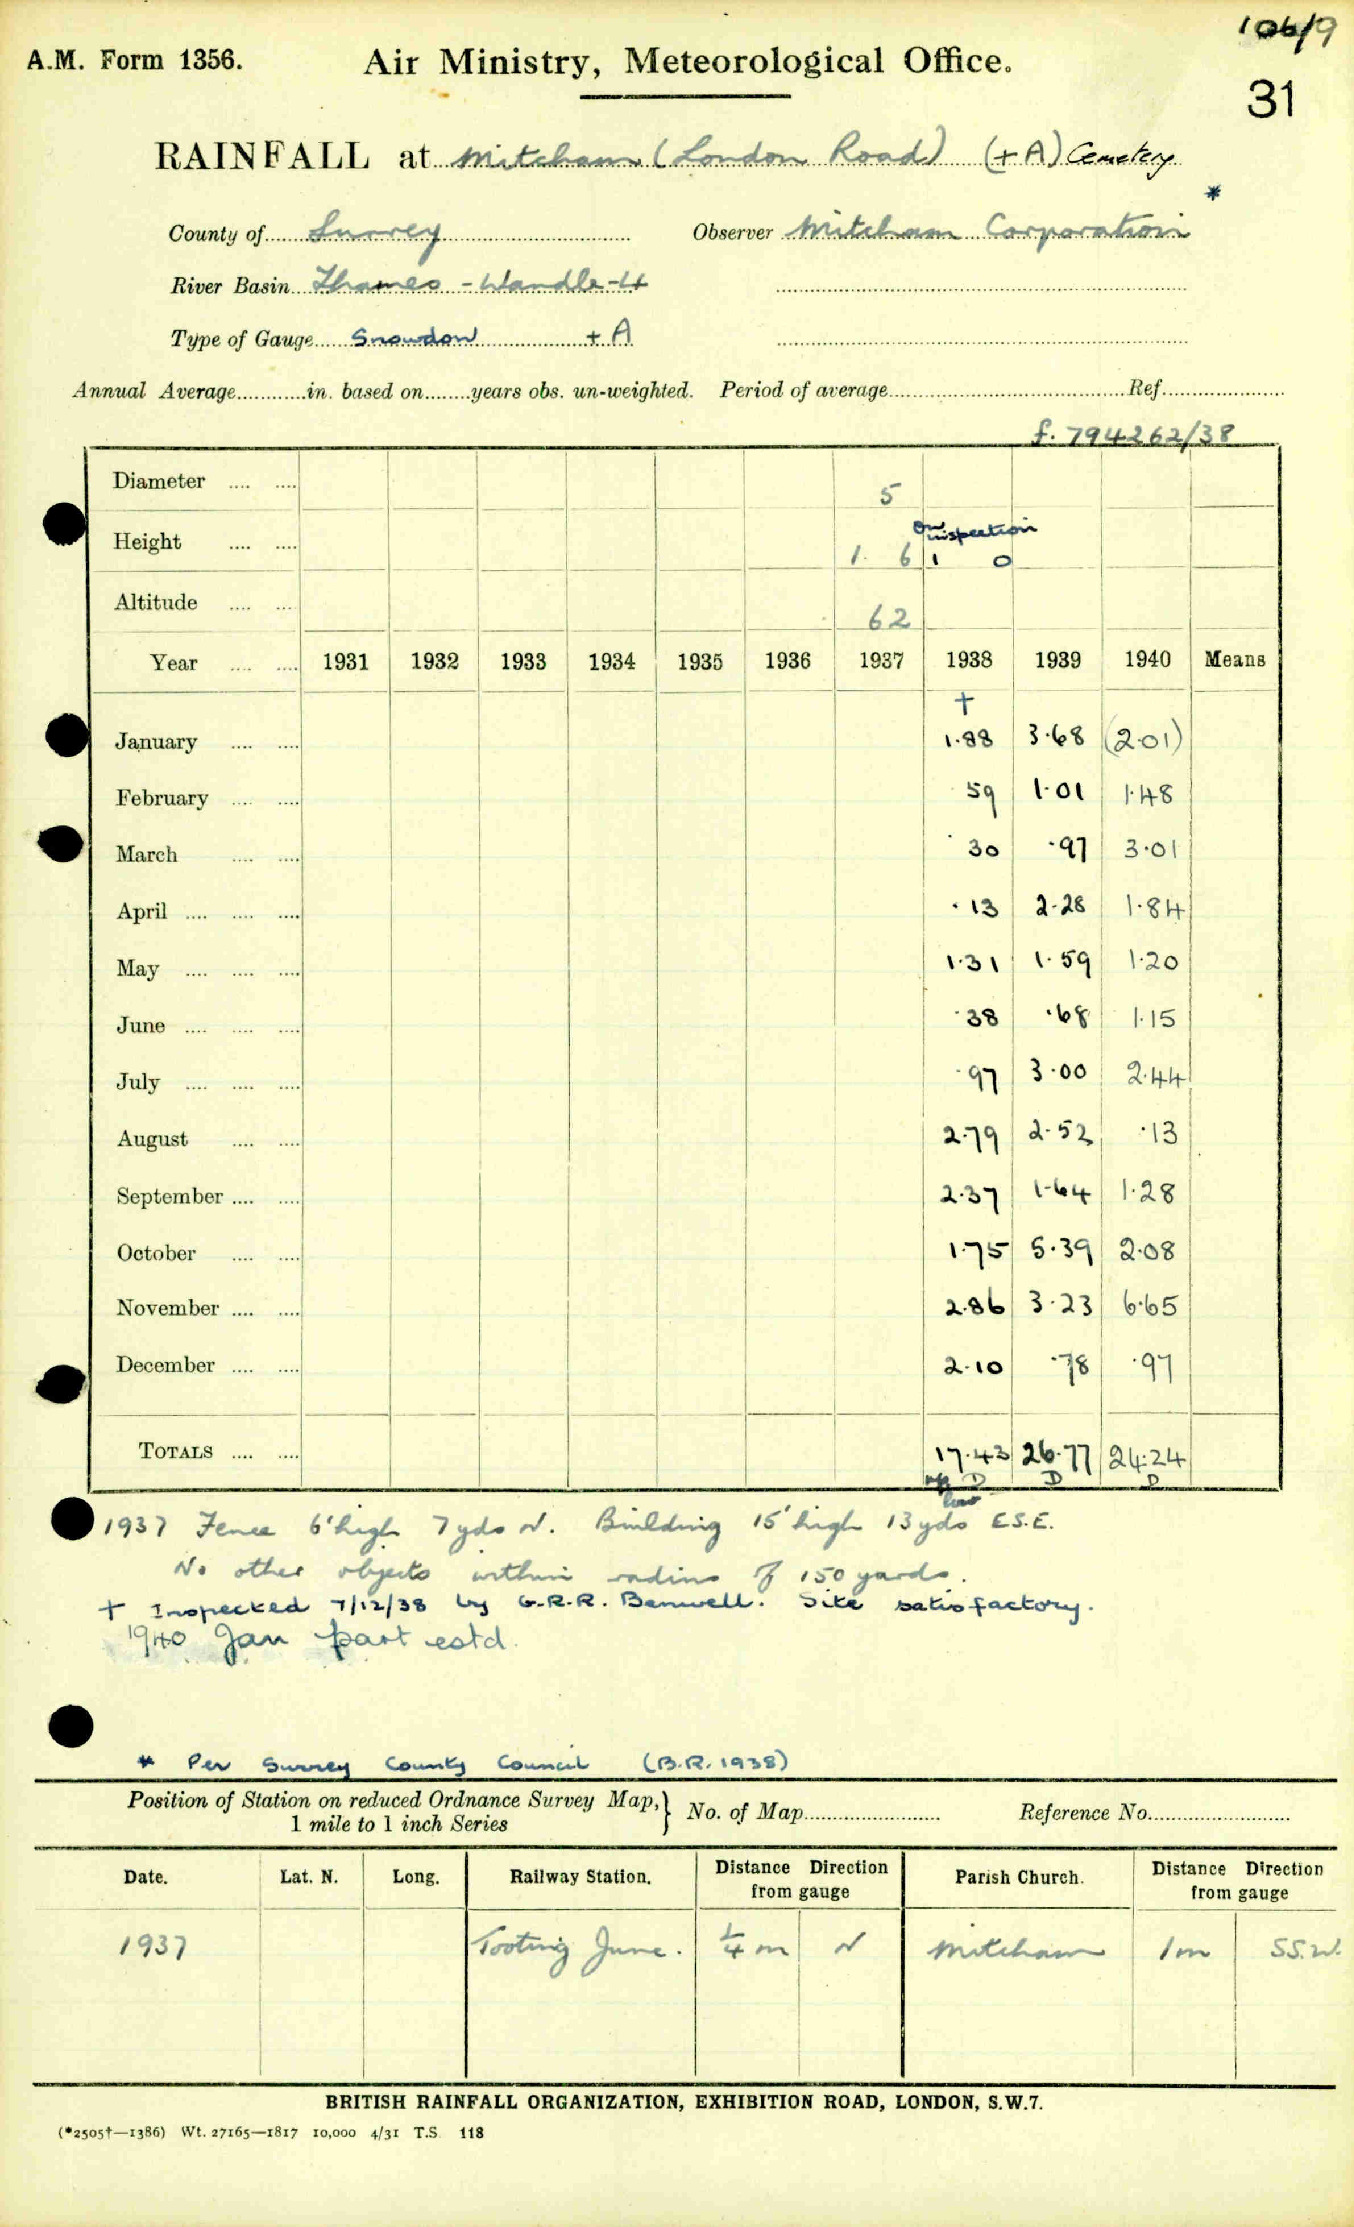 106/9
A.M. Form 1356. Air Ministry, Meteorological Office.
31
RAINFALL at Mitcham (London Road) (+A) Cemetery
*
County of Surrey Observer Mitcham Corporation
River Basin Thames - Wandle - 4
Type of Gauge Snowdon + A
Annual Average in. based on years obs. un-weighted. Period of average Ref.
f. 794262/38
Diameter 5
Height 1. 6 on inspection 1 0
Altitude 62
Year 1931 1932 1933 1934 1935 1936 1937 1938 1939 1940 Means
†
January 1.88 3.68 (2.01)
February 59 1.01 1.48
March .30 .97 3.01
April .13 2.28 1.84
May 1.31 1.59 1.20
June .38 .68 1.15
July .97 3.00 2.44
August 2.79 2.52 .13
September 2.37 1.64 1.28
October 1.75 5.39 2.08
November 2.86 3.23 6.65
December 2.10 .78 .97
TOTALS 17.43 26.77 24.24
D D D
low
1937 Fence 6' high 7 yds N. Building 15' high 13 yds E.S.E.
No other objects within radius of 150 yards.
† Inspected 7/12/38 by G.R.R. Benwell. Site satisfactory.
1940 Jan part estd.
* Per Surrey County Council (B.R. 1938)
Position of Station on reduced Ordnance Survey Map, } No. of Map Reference No.
1 mile to 1 inch Series
Date. Lat. N. Long. Railway Station. Distance Direction from gauge Parish Church. Distance Direction from gauge
1937 Tooting Junc. 1/4 m N Mitcham 1m SS.W.
BRITISH RAINFALL ORGANIZATION, EXHIBITION ROAD, LONDON, S.W.7.
(*2505†—1386) Wt. 27165—1817 10,000 4/31 T.S. 118